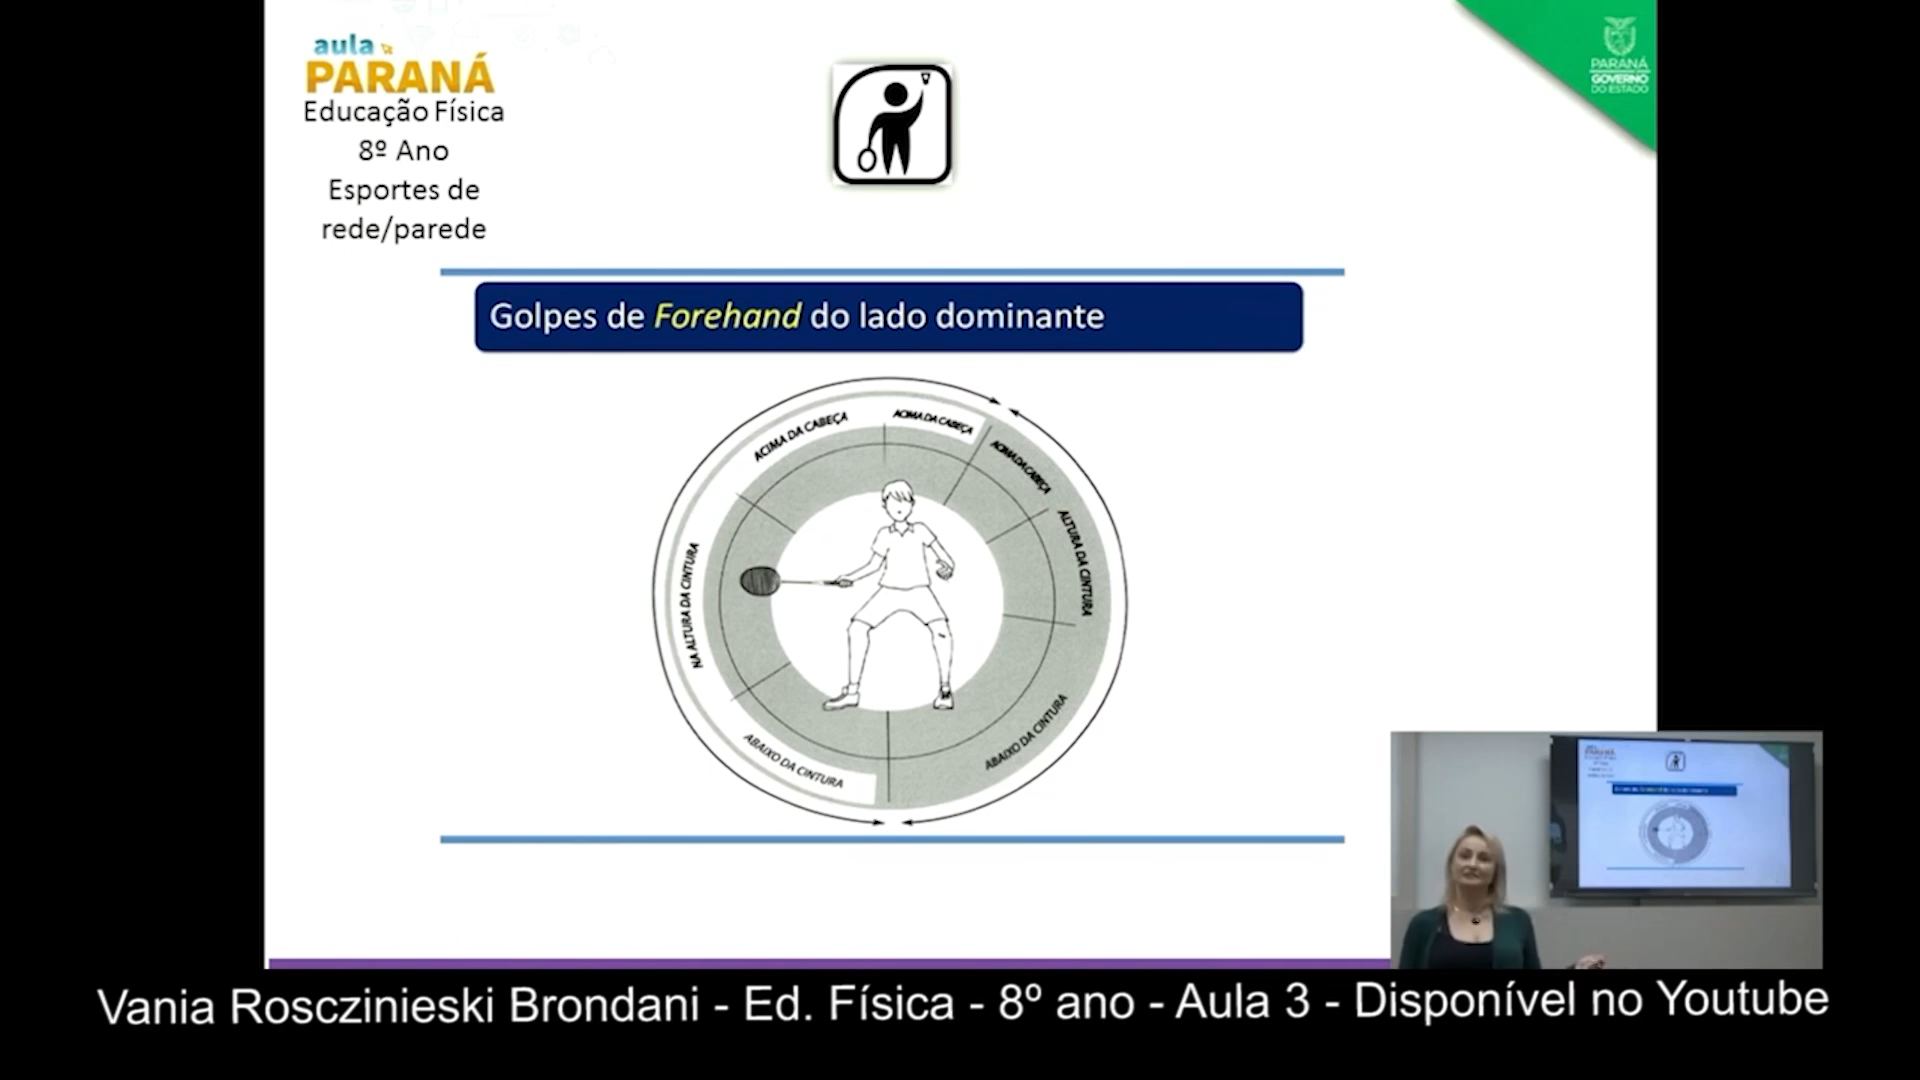 aula
PARANÁ
Educação Física
8º Ano
Esportes de
rede/parede
PARANÁ
GOVERNO
DO ESTADO
Golpes de Forehand do lado dominante
ACIMA DA CABEÇA
ACIMA DA CABEÇA
ACIMA DA CABEÇA
NA ALTURA DA CINTURA
ALTURA DA CINTURA
ABAIXO DA CINTURA
ABAIXO DA CINTURA
Vania Rosczinieski Brondani - Ed. Física - 8º ano - Aula 3 - Disponível no Youtube